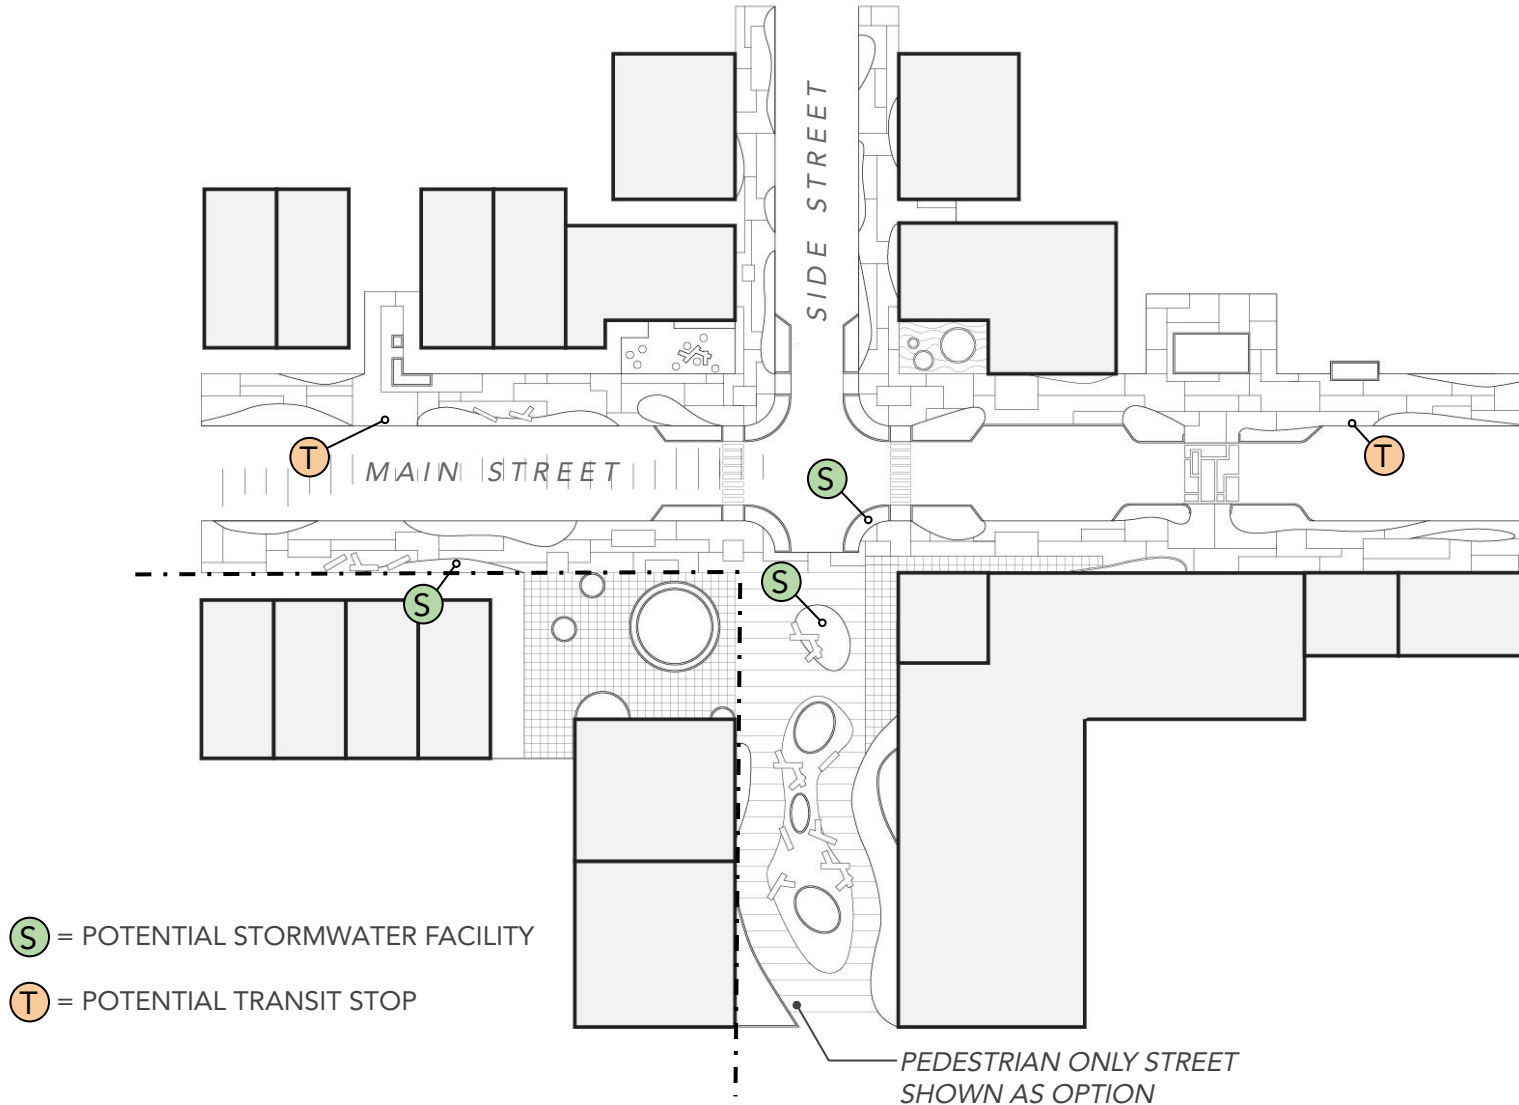 SIDE STREET
T
MAIN STREET
S
T
S
S
S = POTENTIAL STORMWATER FACILITY
T = POTENTIAL TRANSIT STOP
PEDESTRIAN ONLY STREET
SHOWN AS OPTION